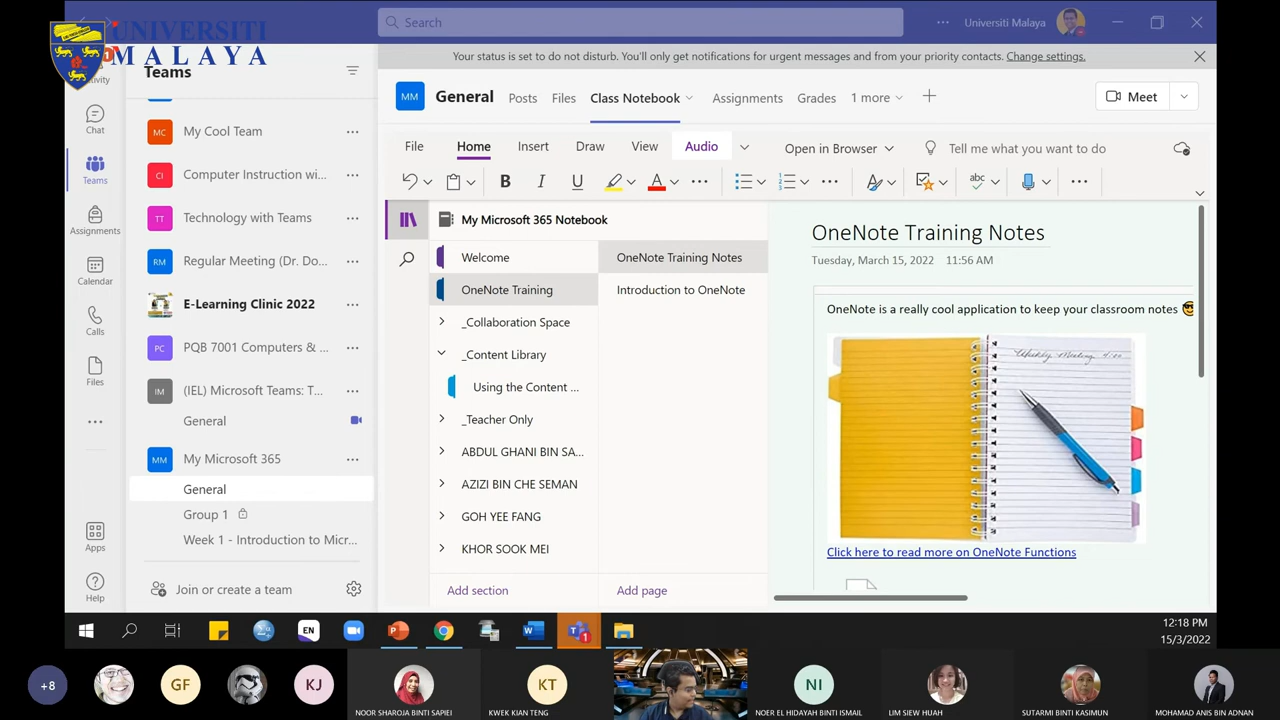 UNIVERSITI
MALAYA
Search
Universiti Malaya
Your status is set to do not disturb. You'll only get notifications for urgent messages and from your priority contacts. Change settings.
Teams
MM
General
Posts
Files
Class Notebook
Assignments
Grades
1 more
Meet
Chat
Teams
Assignments
Calendar
Calls
Files
Apps
Help
MC My Cool Team
CI Computer Instruction wi...
TT Technology with Teams
RM Regular Meeting (Dr. Do...
E-Learning Clinic 2022
PC PQB 7001 Computers & ...
IM (IEL) Microsoft Teams: T...
General
MM My Microsoft 365
General
Group 1
Week 1 - Introduction to Micr...
Join or create a team
File
Home
Insert
Draw
View
Audio
Open in Browser
Tell me what you want to do
B I U A abc
My Microsoft 365 Notebook
Welcome
OneNote Training
_Collaboration Space
_Content Library
Using the Content ...
_Teacher Only
ABDUL GHANI BIN SA...
AZIZI BIN CHE SEMAN
GOH YEE FANG
KHOR SOOK MEI
Add section
OneNote Training Notes
Introduction to OneNote
Add page
OneNote Training Notes
Tuesday, March 15, 2022 11:56 AM
OneNote is a really cool application to keep your classroom notes 😎
Weekly Meeting
Click here to read more on OneNote Functions
EN
12:18 PM
15/3/2022
+8
GF
KJ
NOOR SHAROJA BINTI SAPIEI
KT
KWEK KIAN TENG
NI
NOER EL HIDAYAH BINTI ISMAIL
LIM SIEW HUAH
SUTARMI BINTI KASIMUN
MOHAMAD ANIS BIN ADNAN